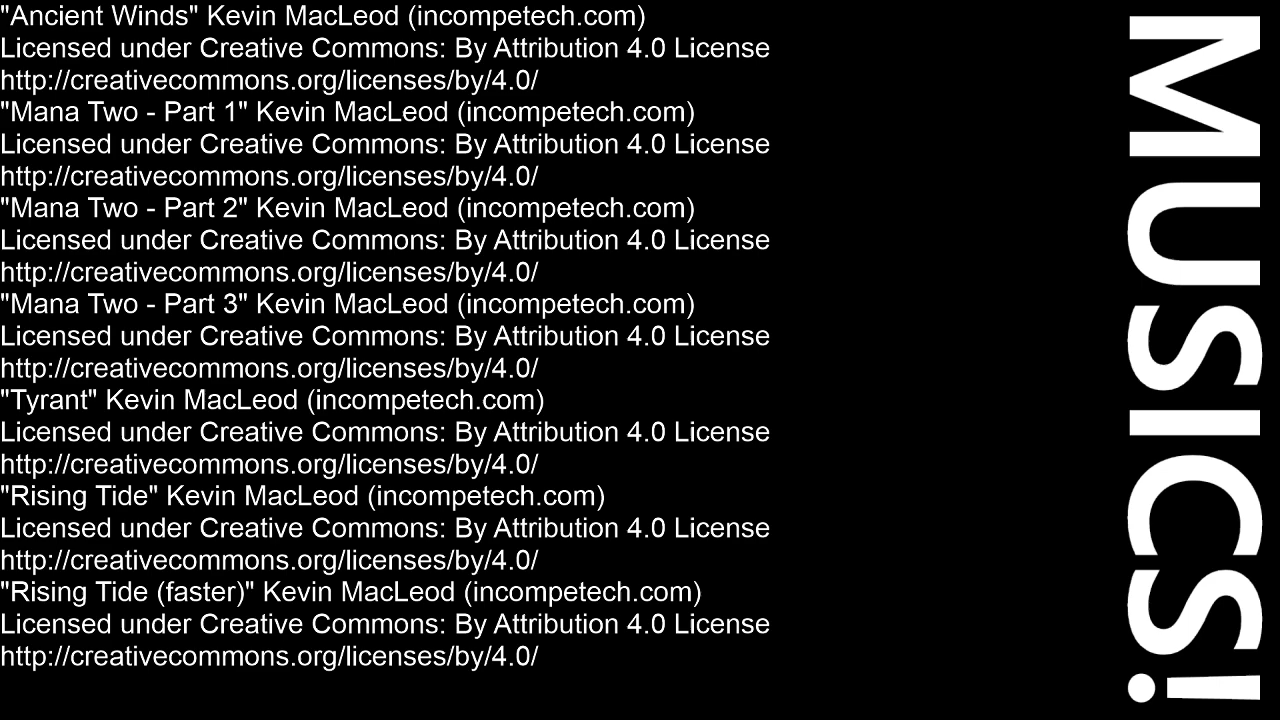 "Ancient Winds" Kevin MacLeod (incompetech.com)
Licensed under Creative Commons: By Attribution 4.0 License
http://creativecommons.org/licenses/by/4.0/
"Mana Two - Part 1" Kevin MacLeod (incompetech.com)
Licensed under Creative Commons: By Attribution 4.0 License
http://creativecommons.org/licenses/by/4.0/
"Mana Two - Part 2" Kevin MacLeod (incompetech.com)
Licensed under Creative Commons: By Attribution 4.0 License
http://creativecommons.org/licenses/by/4.0/
"Mana Two - Part 3" Kevin MacLeod (incompetech.com)
Licensed under Creative Commons: By Attribution 4.0 License
http://creativecommons.org/licenses/by/4.0/
"Tyrant" Kevin MacLeod (incompetech.com)
Licensed under Creative Commons: By Attribution 4.0 License
http://creativecommons.org/licenses/by/4.0/
"Rising Tide" Kevin MacLeod (incompetech.com)
Licensed under Creative Commons: By Attribution 4.0 License
http://creativecommons.org/licenses/by/4.0/
"Rising Tide (faster)" Kevin MacLeod (incompetech.com)
Licensed under Creative Commons: By Attribution 4.0 License
http://creativecommons.org/licenses/by/4.0/
MUSICS!